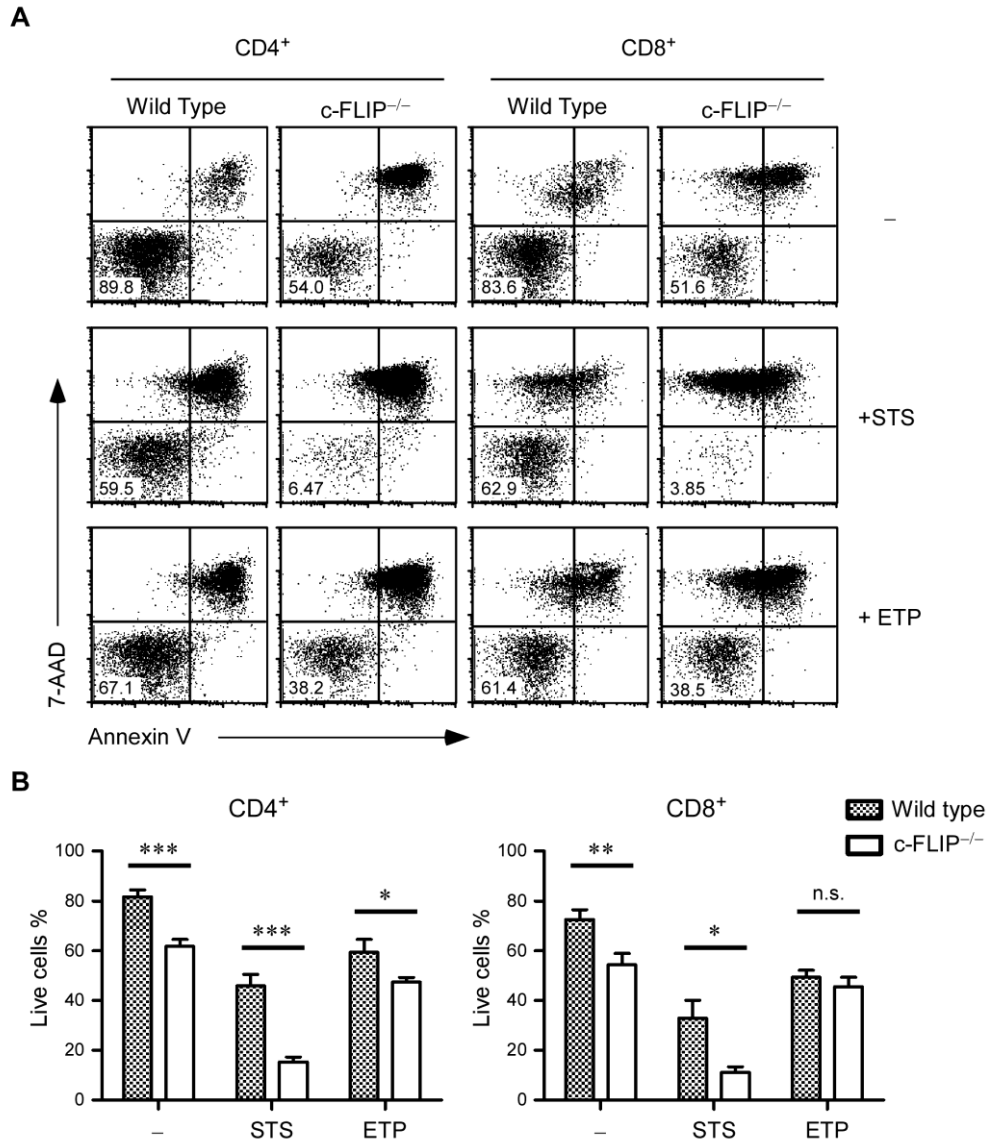 A
CD4⁺ CD8⁺
Wild Type c-FLIP⁻/⁻ Wild Type c-FLIP⁻/⁻
89.8 54.0 83.6 51.6 –
59.5 6.47 62.9 3.85 +STS
67.1 38.2 61.4 38.5 + ETP
7-AAD
Annexin V
B
CD4⁺ CD8⁺
Wild type
c-FLIP⁻/⁻
Live cells %
100
80
60
40
20
0
*** *** *
– STS ETP
Live cells %
100
80
60
40
20
0
** * n.s.
– STS ETP